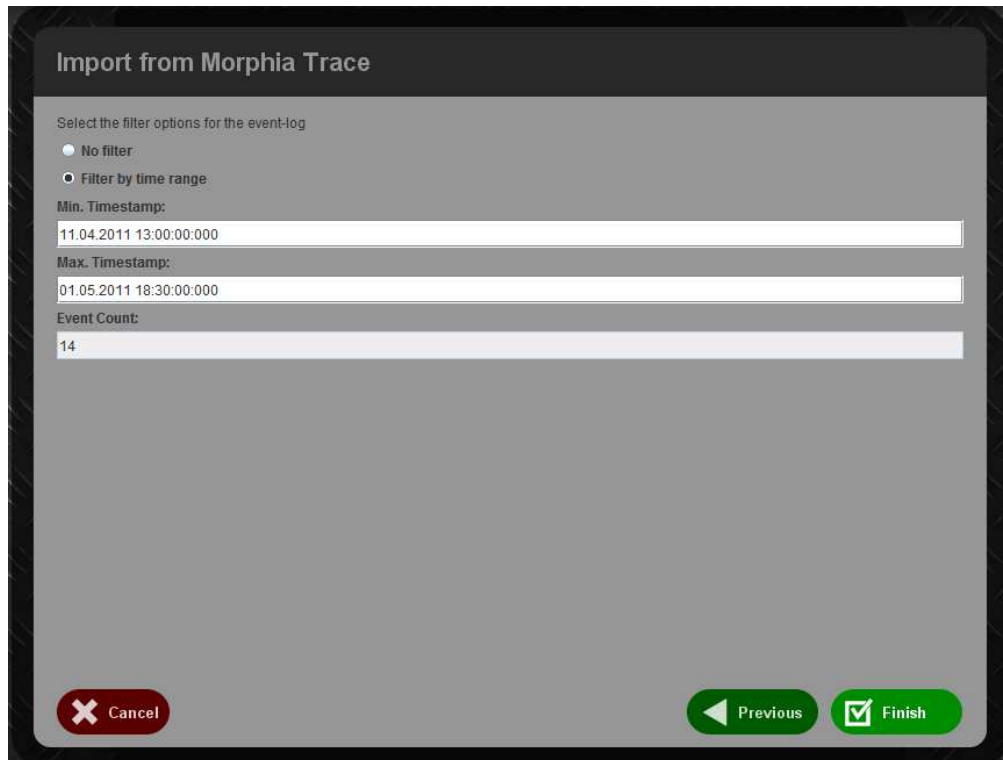 Import from Morphia Trace
Select the filter options for the event-log
No filter
Filter by time range
Min. Timestamp:
11.04.2011 13:00:00:000
Max. Timestamp:
01.05.2011 18:30:00:000
Event Count:
14
Cancel
Previous
Finish